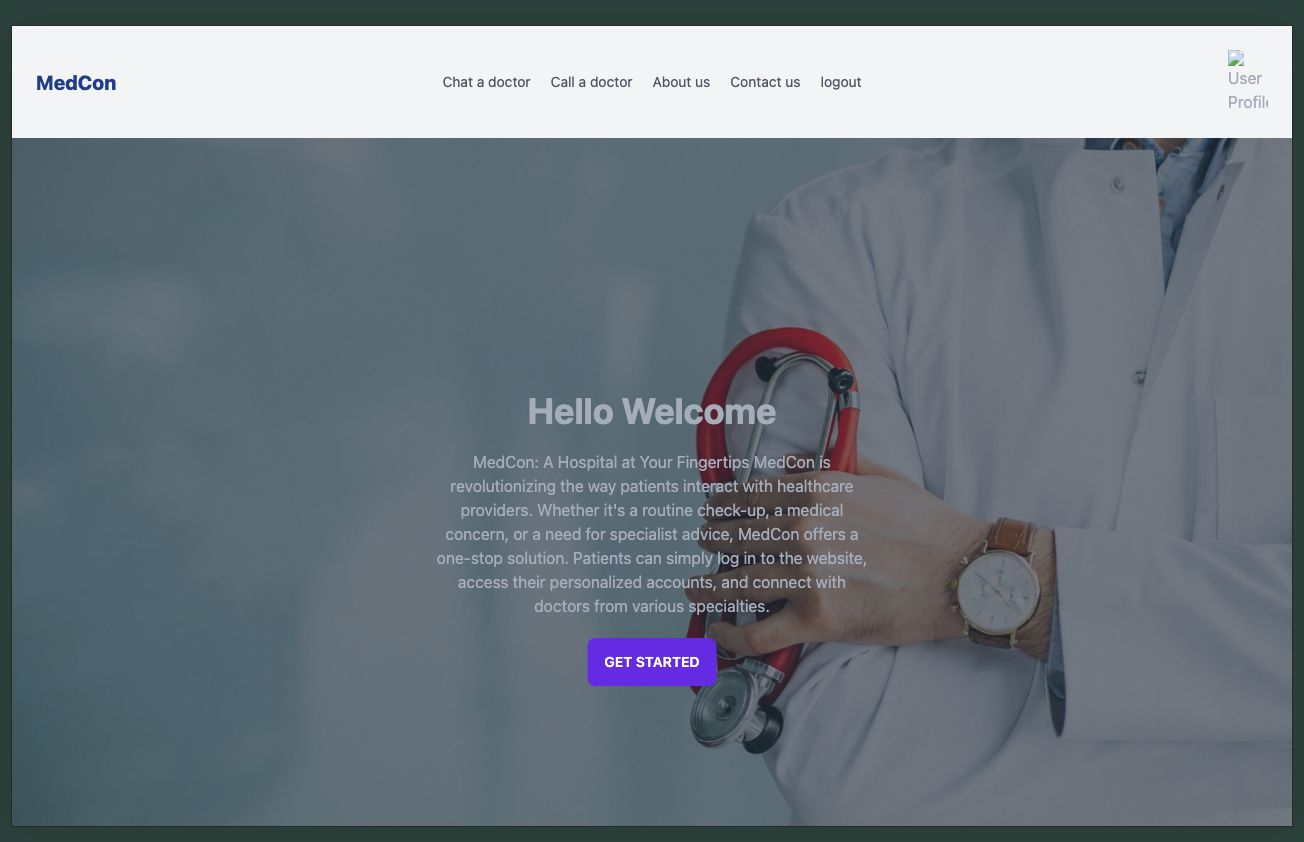 MedCon
Chat a doctor
Call a doctor
About us
Contact us
logout
User
Profile
Hello Welcome
MedCon: A Hospital at Your Fingertips MedCon is
revolutionizing the way patients interact with healthcare
providers. Whether it's a routine check-up, a medical
concern, or a need for specialist advice, MedCon offers a
one-stop solution. Patients can simply log in to the website,
access their personalized accounts, and connect with
doctors from various specialties.
GET STARTED